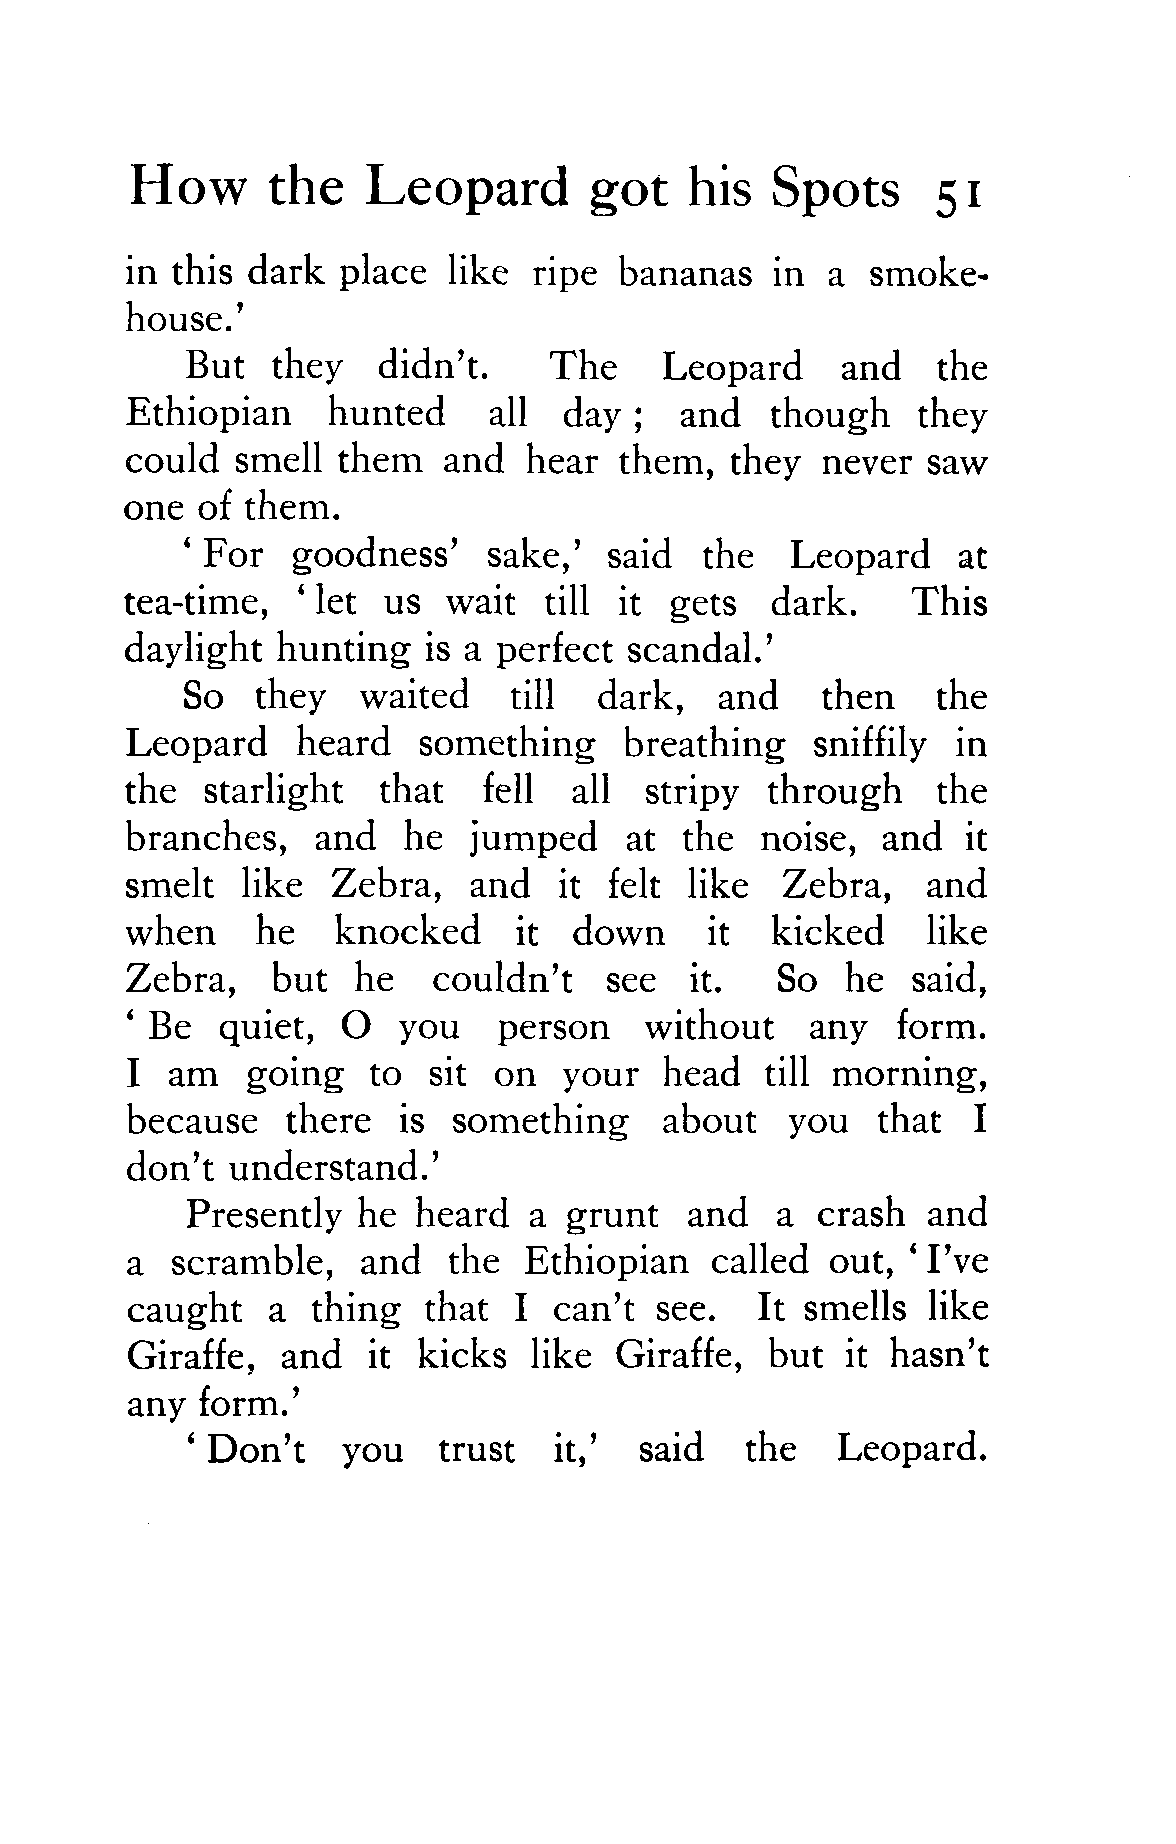 How the Leopard got his Spots 51
in this dark place like ripe bananas in a smoke-
house.’
But they didn’t. The Leopard and the
Ethiopian hunted all day ; and though they
could smell them and hear them, they never saw
one of them.
‘ For goodness’ sake,’ said the Leopard at
tea-time, ‘ let us wait till it gets dark. This
daylight hunting is a perfect scandal.’
So they waited till dark, and then the
Leopard heard something breathing sniffily in
the starlight that fell all stripy through the
branches, and he jumped at the noise, and it
smelt like Zebra, and it felt like Zebra, and
when he knocked it down it kicked like
Zebra, but he couldn’t see it. So he said,
‘ Be quiet, O you person without any form.
I am going to sit on your head till morning,
because there is something about you that I
don’t understand.’
Presently he heard a grunt and a crash and
a scramble, and the Ethiopian called out, ‘ I’ve
caught a thing that I can’t see. It smells like
Giraffe, and it kicks like Giraffe, but it hasn’t
any form.’
‘ Don’t you trust it,’ said the Leopard.